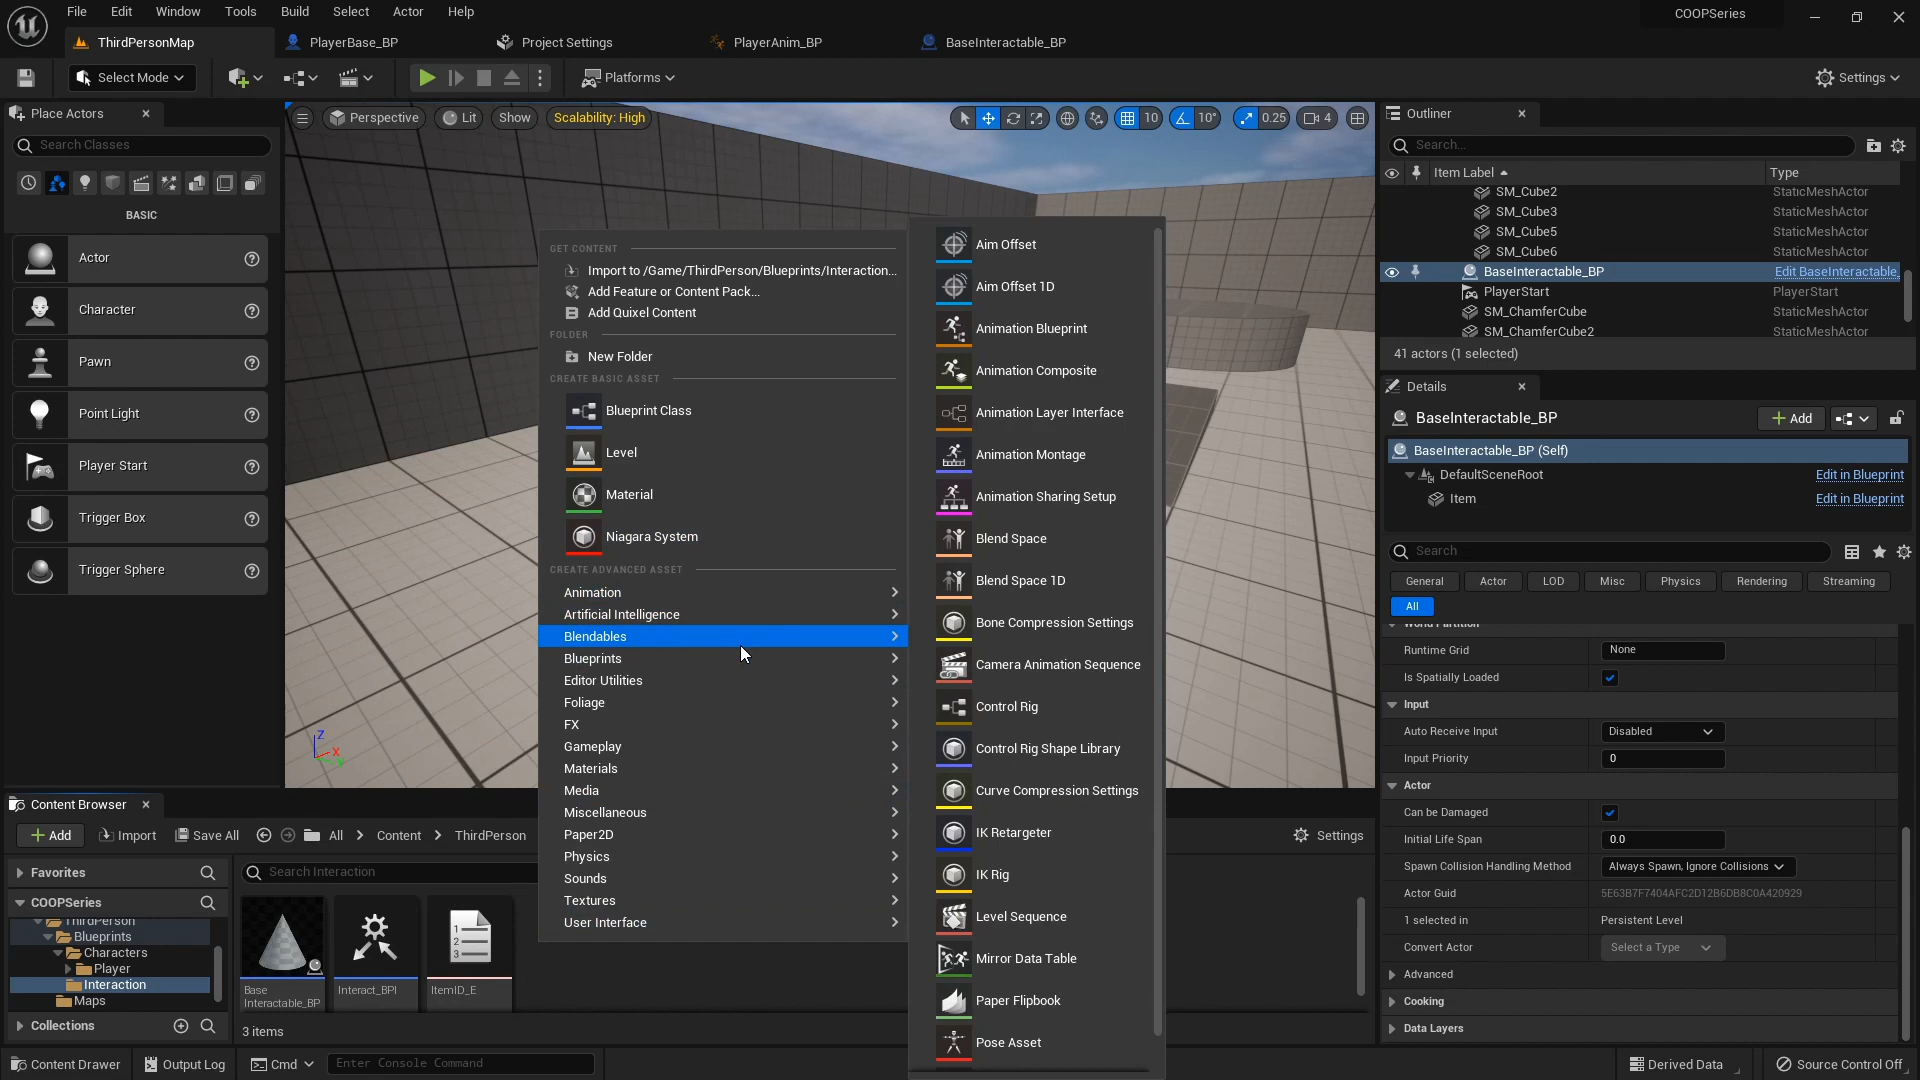 File Edit Window Tools Build Select Actor Help
COOPSeries
ThirdPersonMap
PlayerBase_BP
Project Settings
PlayerAnim_BP
BaseInteractable_BP
Select Mode
Platforms
Settings
Place Actors
Search Classes
BASIC
Actor
Character
Pawn
Point Light
Player Start
Trigger Box
Trigger Sphere
Perspective
Lit
Show
Scalability: High
10
10°
0.25
4
Z
X
Y
GET CONTENT
Import to /Game/ThirdPerson/Blueprints/Interaction...
Add Feature or Content Pack...
Add Quixel Content
FOLDER
New Folder
CREATE BASIC ASSET
Blueprint Class
Level
Material
Niagara System
CREATE ADVANCED ASSET
Animation
Artificial Intelligence
Blendables
Blueprints
Editor Utilities
Foliage
FX
Gameplay
Materials
Media
Miscellaneous
Paper2D
Physics
Sounds
Textures
User Interface
Aim Offset
Aim Offset 1D
Animation Blueprint
Animation Composite
Animation Layer Interface
Animation Montage
Animation Sharing Setup
Blend Space
Blend Space 1D
Bone Compression Settings
Camera Animation Sequence
Control Rig
Control Rig Shape Library
Curve Compression Settings
IK Retargeter
IK Rig
Level Sequence
Mirror Data Table
Paper Flipbook
Pose Asset
Outliner
Search...
Item Label Type
SM_Cube2 StaticMeshActor
SM_Cube3 StaticMeshActor
SM_Cube5 StaticMeshActor
SM_Cube6 StaticMeshActor
BaseInteractable_BP Edit BaseInteractable_
PlayerStart PlayerStart
SM_ChamferCube StaticMeshActor
SM_ChamferCube2 StaticMeshActor
41 actors (1 selected)
Details
BaseInteractable_BP
Add
BaseInteractable_BP (Self)
DefaultSceneRoot Edit in Blueprint
Item Edit in Blueprint
Search
General Actor LOD Misc Physics Rendering Streaming
All
World Partition
Runtime Grid None
Is Spatially Loaded
Input
Auto Receive Input Disabled
Input Priority 0
Actor
Can be Damaged
Initial Life Span 0.0
Spawn Collision Handling Method Always Spawn, Ignore Collisions
Actor Guid 5E63B7F7404AFC2D12B6DB8C0A420929
1 selected in Persistent Level
Convert Actor Select a Type
Advanced
Cooking
Data Layers
Content Browser
Add Import Save All All Content ThirdPerson
Settings
Favorites
Search Interaction
COOPSeries
ThirdPerson
Blueprints
Characters
Player
Interaction
Maps
Collections
Base
Interactable_BP
Interact_BPI
ItemID_E
3 items
Content Drawer
Output Log
Cmd
Enter Console Command
Derived Data
Source Control Off